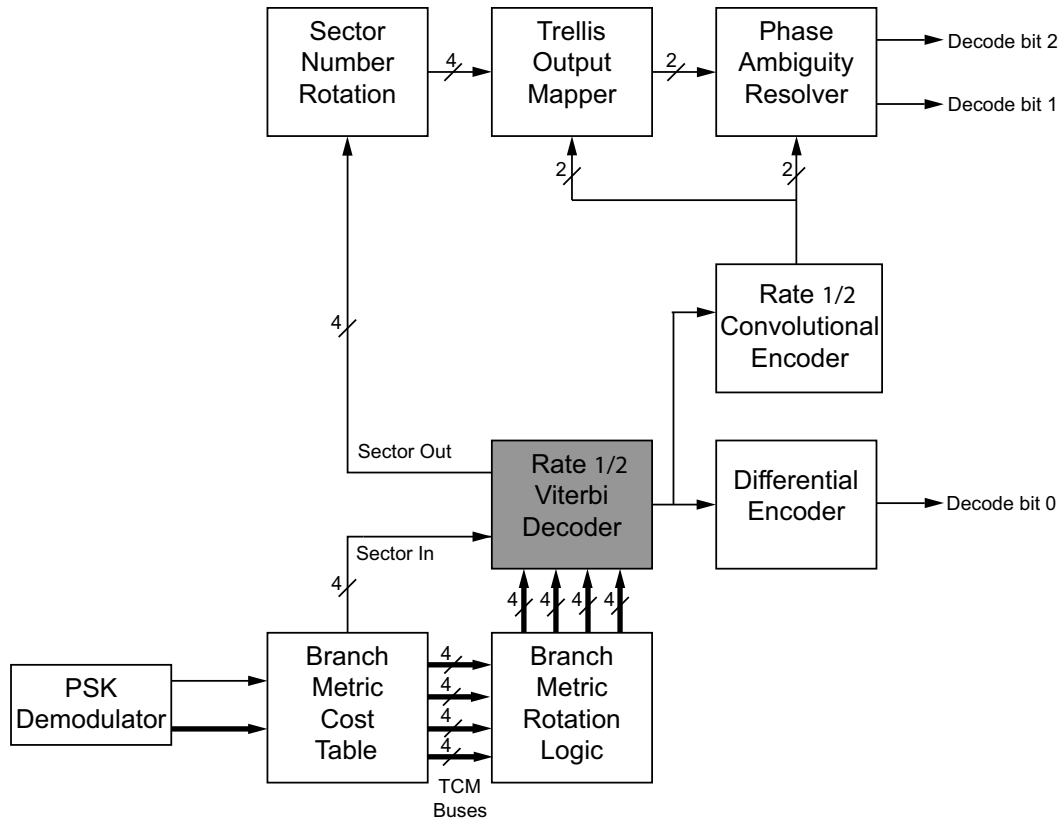 Sector
Number
Rotation
4
Trellis
Output
Mapper
2
Phase
Ambiguity
Resolver
Decode bit 2
Decode bit 1
2
2
4
Rate 1/2
Convolutional
Encoder
Sector Out
Rate 1/2
Viterbi
Decoder
Differential
Encoder
Decode bit 0
Sector In
4
4
4
4
4
PSK
Demodulator
Branch
Metric
Cost
Table
4
4
4
4
Branch
Metric
Rotation
Logic
TCM
Buses